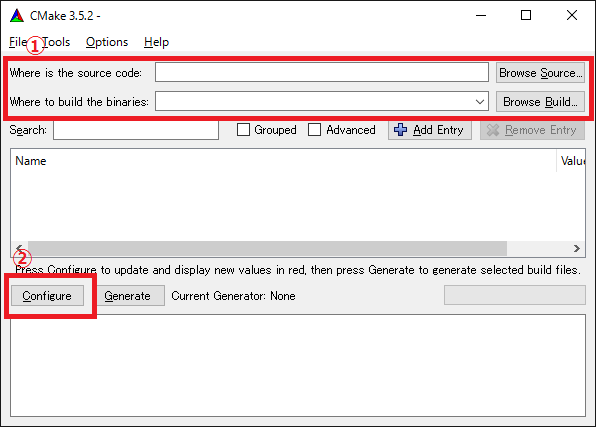 CMake 3.5.2 -
File Tools Options Help
①
Where is the source code: Browse Source...
Where to build the binaries: Browse Build...
Search: Grouped Advanced Add Entry Remove Entry
Name Value
②
Press Configure to update and display new values in red, then press Generate to generate selected build files.
Configure Generate Current Generator: None